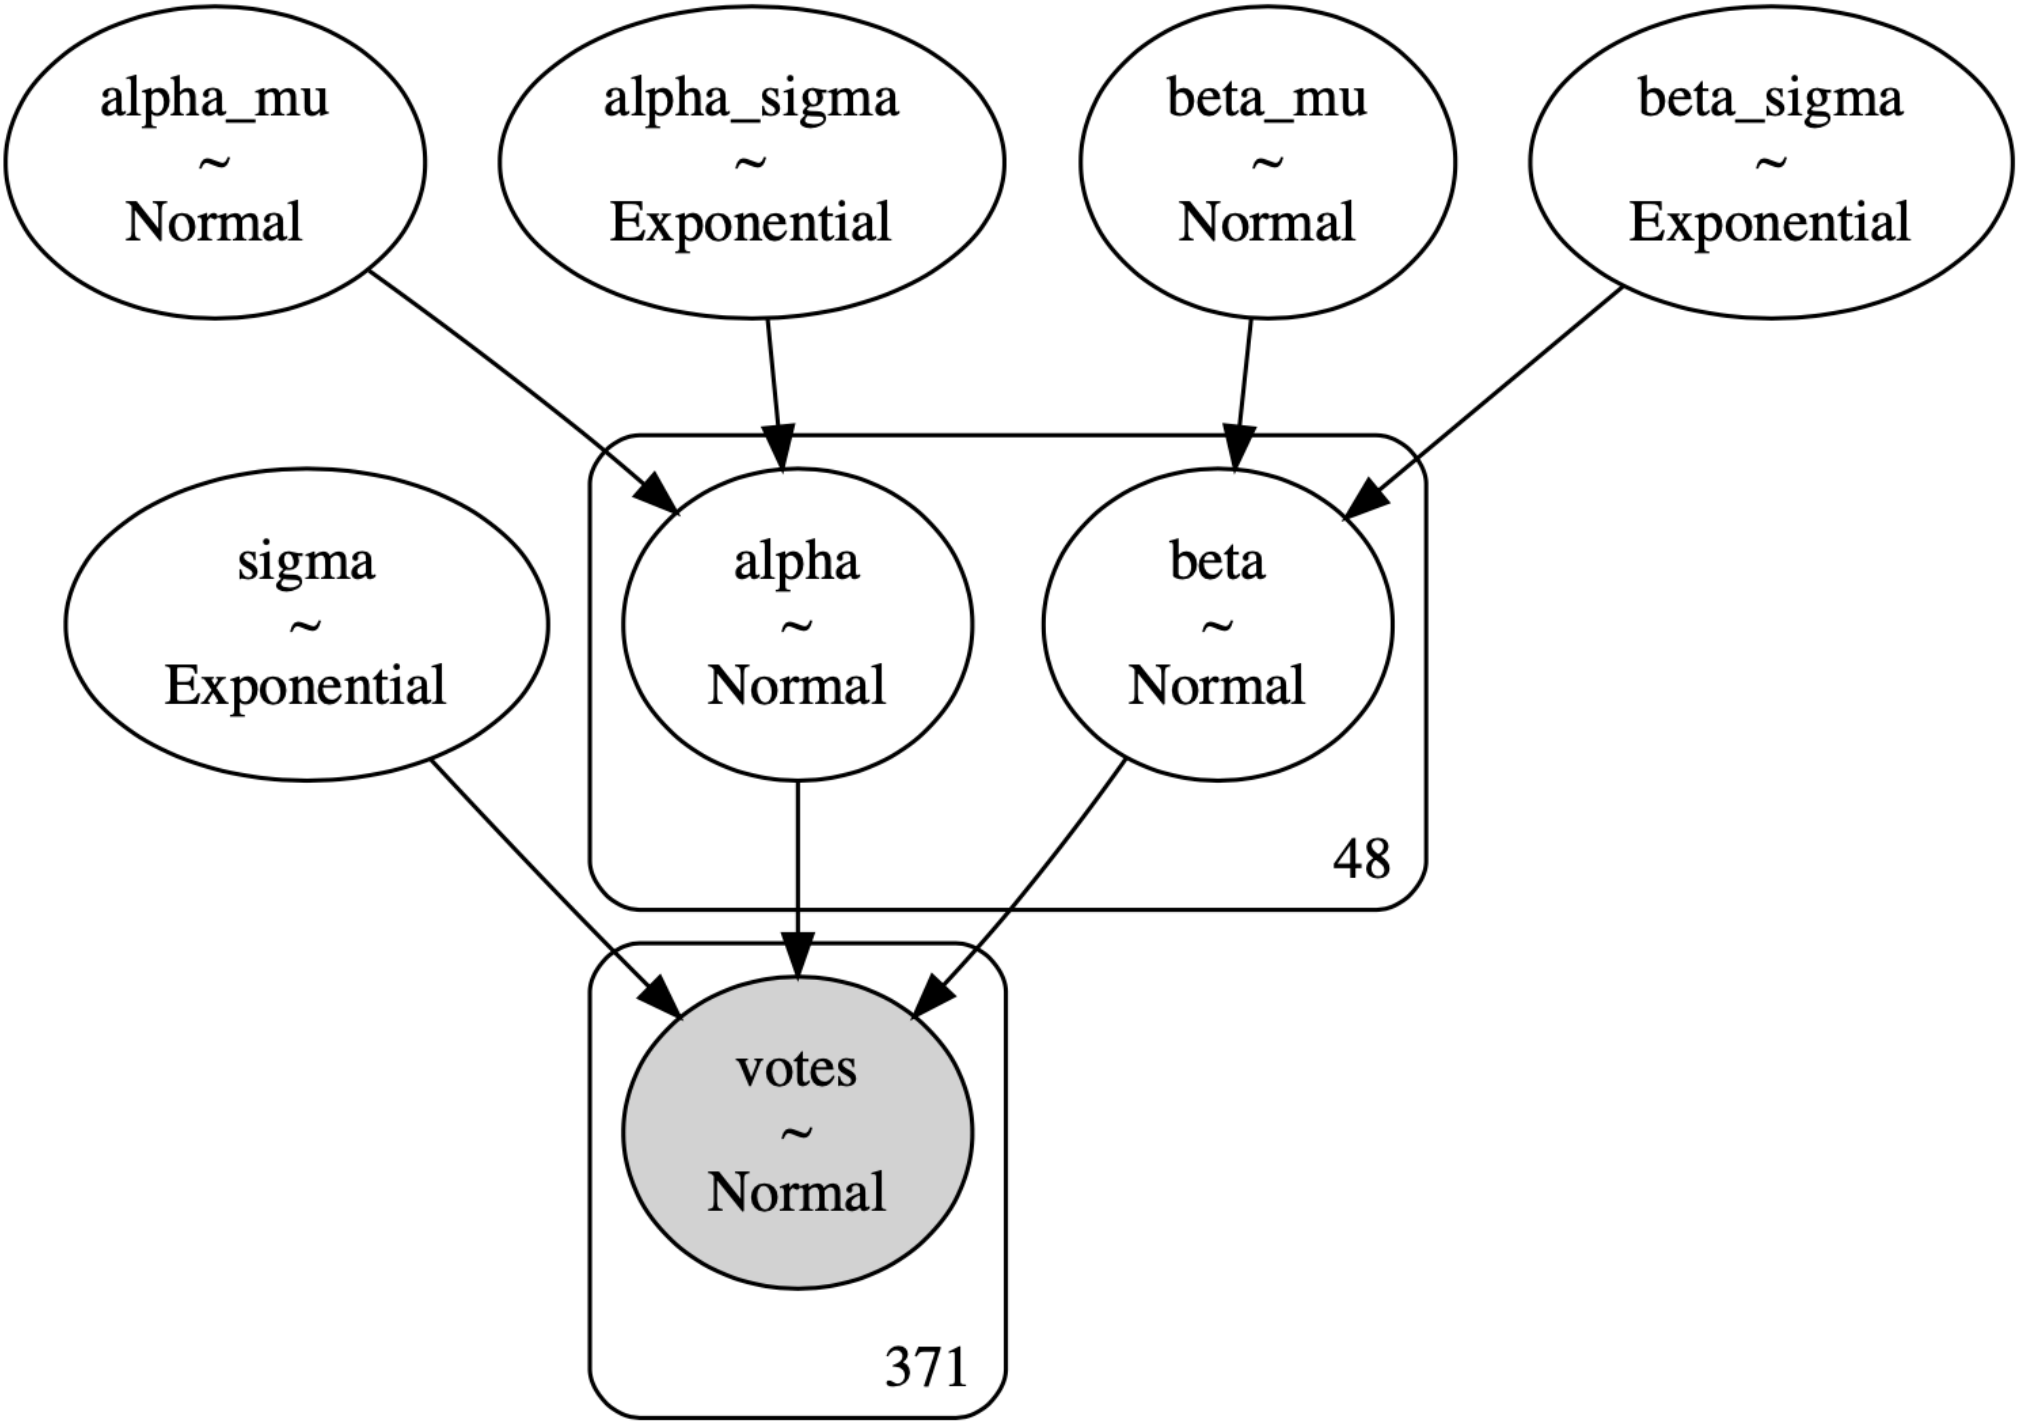 alpha_mu
~
Normal
alpha_sigma
~
Exponential
beta_mu
~
Normal
beta_sigma
~
Exponential
sigma
~
Exponential
alpha
~
Normal
beta
~
Normal
48
votes
~
Normal
371